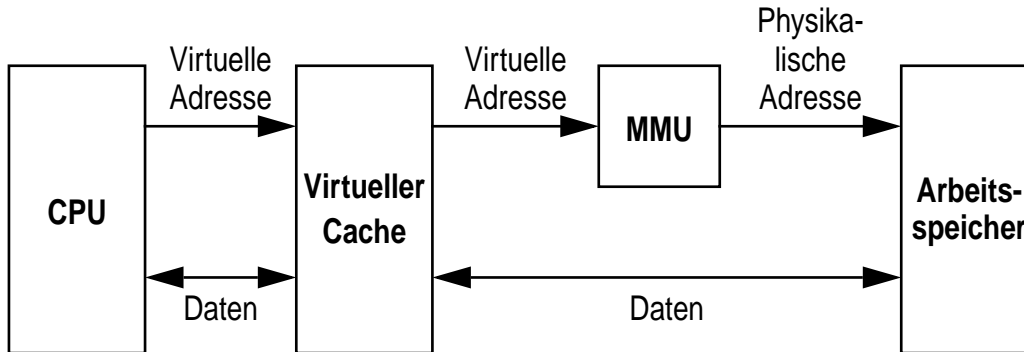 CPU
Virtuelle
Adresse
Daten
Virtueller
Cache
Virtuelle
Adresse
MMU
Physika-
lische
Adresse
Daten
Arbeits-
speicher